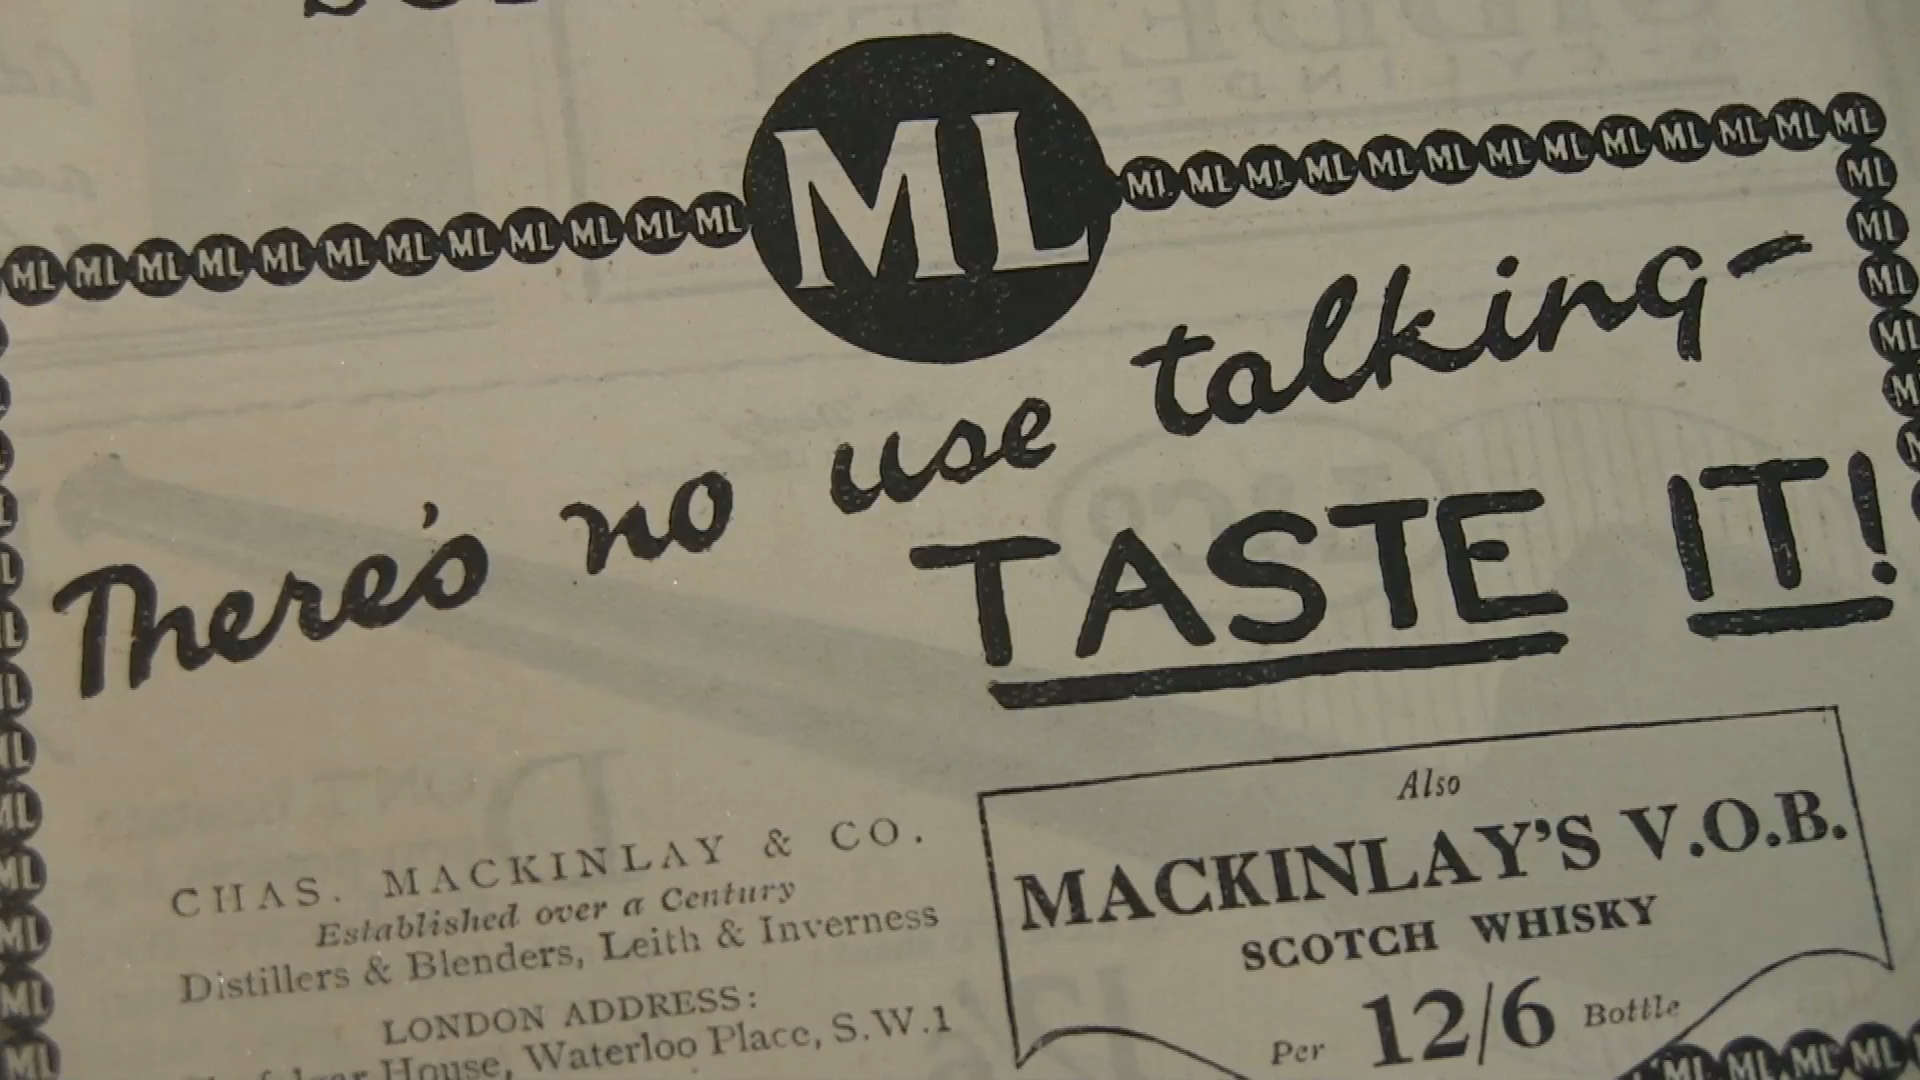 ML
There's no use talking—
TASTE IT!
CHAS. MACKINLAY & CO.
Established over a Century
Distillers & Blenders, Leith & Inverness
LONDON ADDRESS:
House, Waterloo Place, S.W.1
Also
MACKINLAY'S V.O.B.
SCOTCH WHISKY
Per 12/6 Bottle